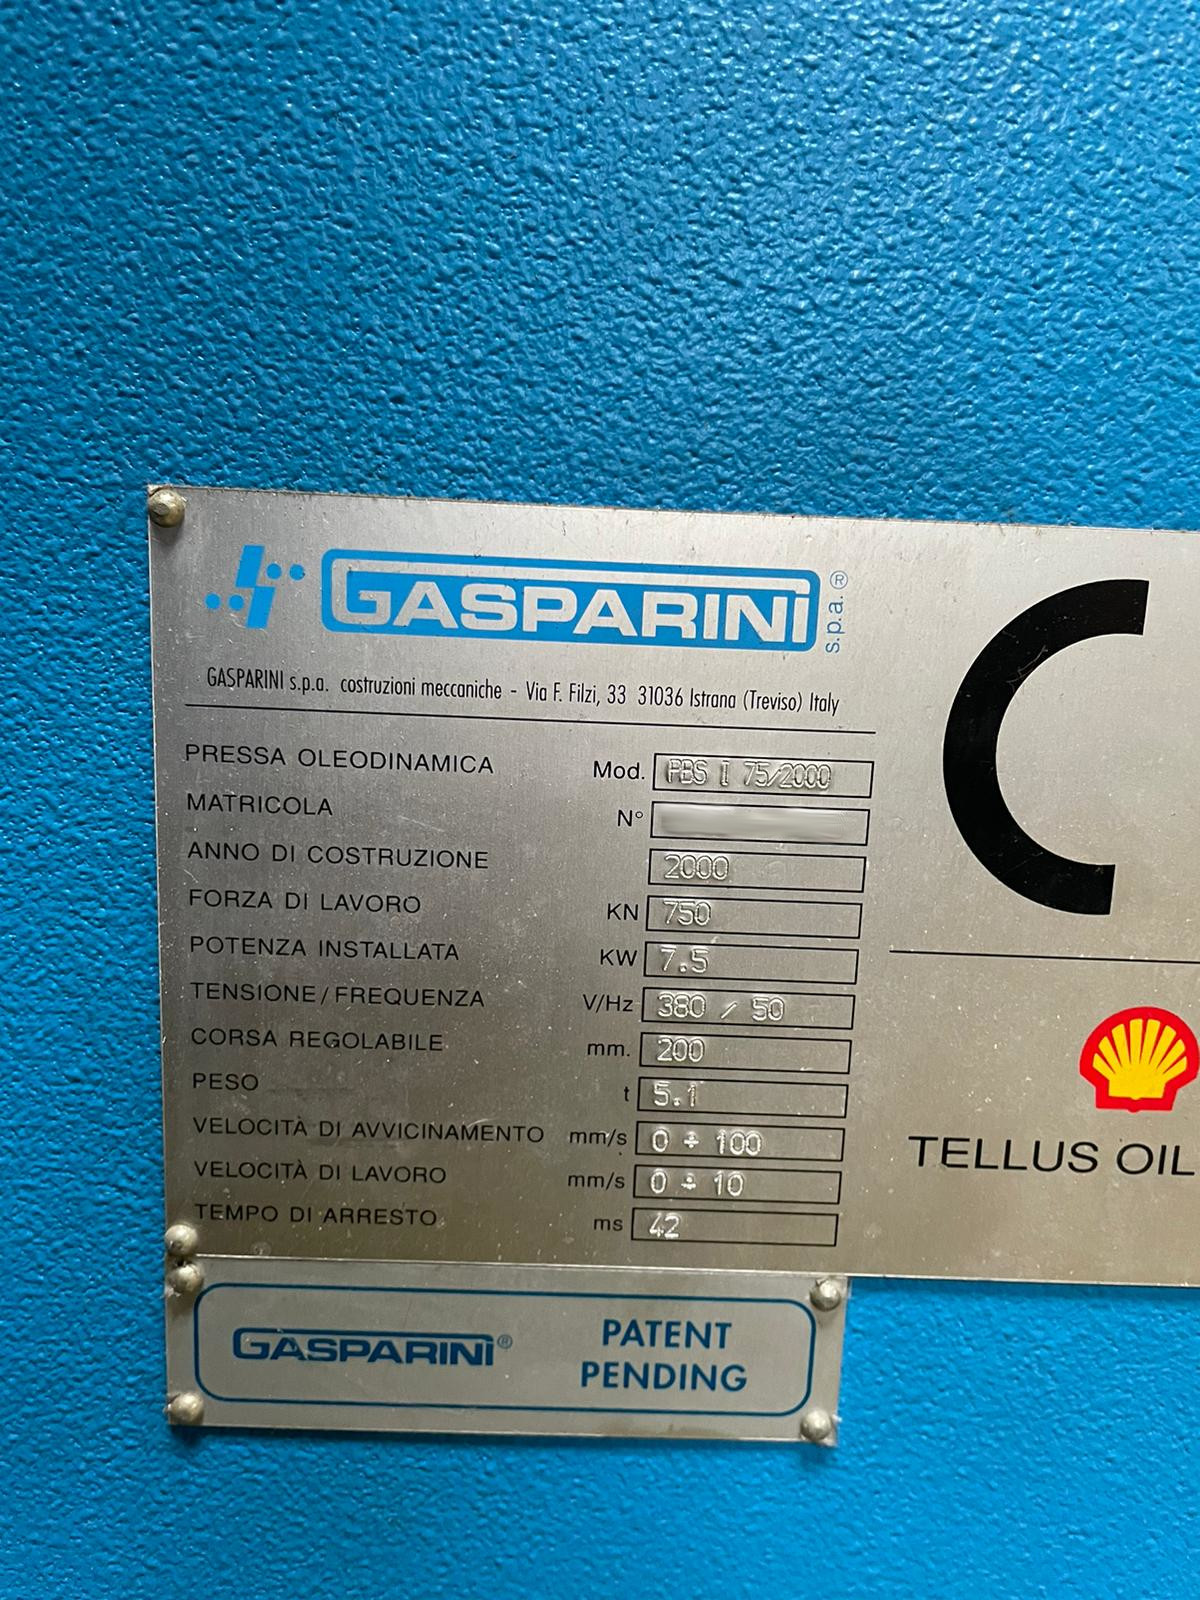 GASPARINI s.p.a.®
GASPARINI s.p.a. costruzioni meccaniche - Via F. Filzi, 33 31036 Istrana (Treviso) Italy
PRESSA OLEODINAMICA Mod. PBS I 75/2000
MATRICOLA N°
ANNO DI COSTRUZIONE 2000
FORZA DI LAVORO KN 750
POTENZA INSTALLATA KW 7.5
TENSIONE/FREQUENZA V/Hz 380 / 50
CORSA REGOLABILE mm. 200
PESO t 5.1
VELOCITÀ DI AVVICINAMENTO mm/s 0 ÷ 100
VELOCITÀ DI LAVORO mm/s 0 ÷ 10
TEMPO DI ARRESTO ms 42
TELLUS OIL
GASPARINI®
PATENT
PENDING